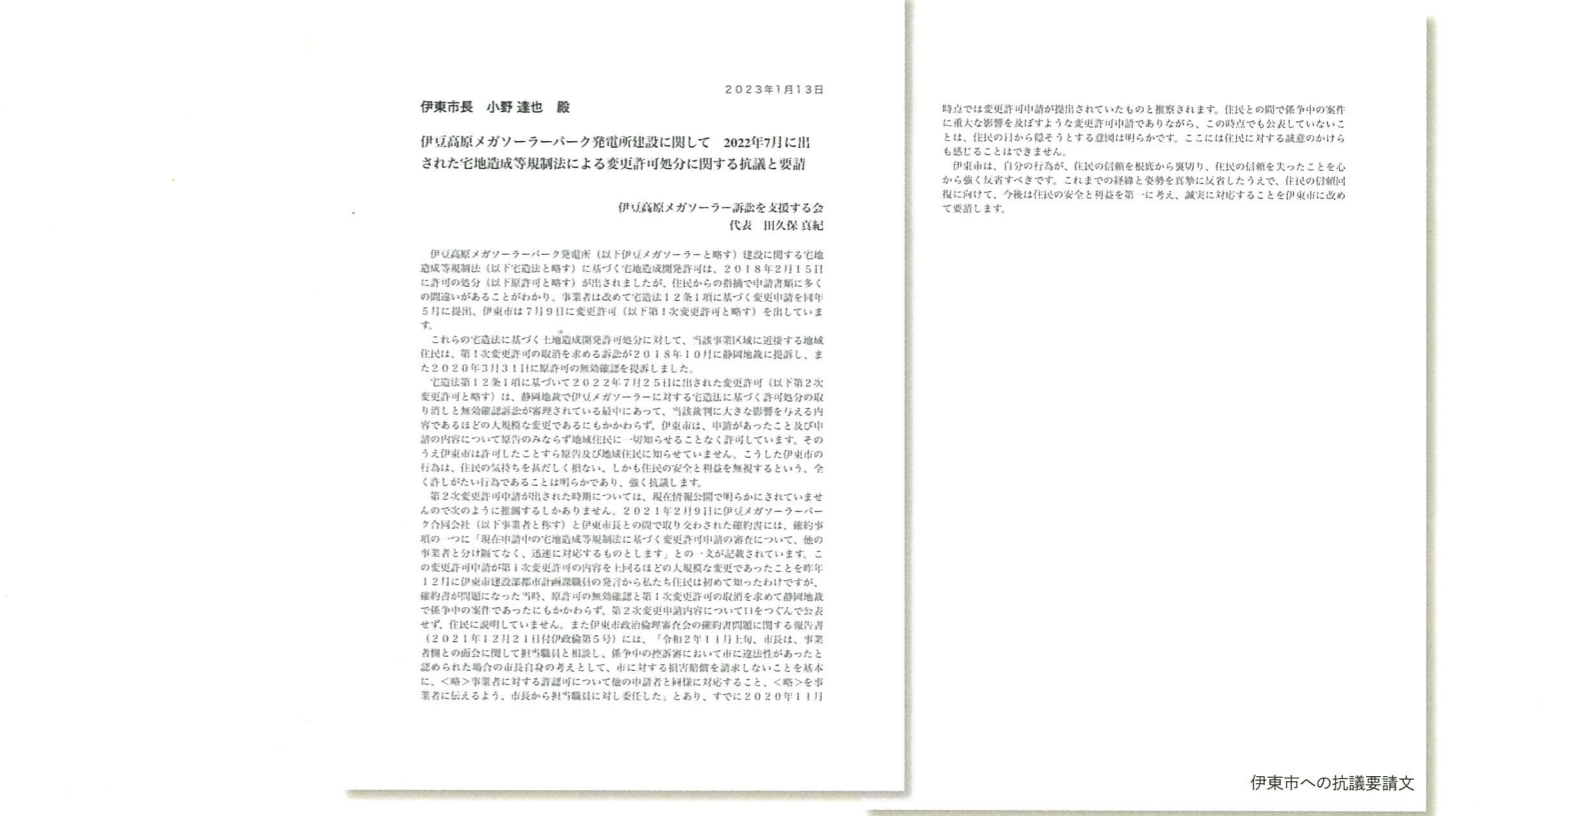 2023年1月13日
伊東市長　小野 達也　殿
伊豆高原メガソーラーパーク発電所建設に関して　2022年7月に出
された宅地造成等規制法による変更許可処分に関する抗議と要請
伊豆高原メガソーラー訴訟を支援する会
代表　田久保 真紀
　伊豆高原メガソーラーパーク発電所（以下伊豆メガソーラーと略す）建設に関する宅地
造成等規制法（以下宅造法と略す）に基づく宅地造成開発許可は、２０１８年２月１５日
に許可の処分（以下原許可と略す）が出されましたが、住民からの指摘で申請書類に多く
の間違いがあることがわかり、事業者は改めて宅造法１２条１項に基づく変更申請を同年
５月に提出、伊東市は７月９日に変更許可（以下第１次変更許可と略す）を出していま
す。
　これらの宅造法に基づく土地造成開発許可処分に対して、当該事業区域に近接する地域
住民は、第１次変更許可の取消を求める訴訟が２０１８年１０月に静岡地裁に提訴し、ま
た２０２０年３月３１日に原許可の無効確認を提訴しました。
　宅造法第１２条１項に基づいて２０２２年７月２５日に出された変更許可（以下第２次
変更許可と略す）は、静岡地裁で伊豆メガソーラーに対する宅造法に基づく許可処分の取
り消しと無効確認訴訟が審理されている最中にあって、当該裁判に大きな影響を与える内
容であるほどの大規模な変更であるにもかかわらず、伊東市は、申請があったこと及び申
請の内容について原告のみならず地域住民に一切知らせることなく許可しています。その
うえ伊東市は許可したことすら原告及び地域住民に知らせていません。こうした伊東市の
行為は、住民の気持ちを甚だしく損ない、しかも住民の安全と利益を無視するという、全
く許しがたい行為であることは明らかであり、強く抗議します。
　第２次変更許可申請が出された時期については、現在情報公開で明らかにされていませ
んので次のように推測するしかありません。２０２１年２月９日に伊豆メガソーラーパー
ク合同会社（以下事業者と称す）と伊東市長との間で取り交わされた確約書には、確約事
項の一つに「現在申請中の宅地造成等規制法に基づく変更許可申請の審査について、他の
事業者と分け隔てなく、迅速に対応するものとします」との一文が記載されています。こ
の変更許可申請が第１次変更許可の内容を上回るほどの大規模な変更であったことを昨年
１２月に伊東市建設部都市計画課職員の発言から私たち住民は初めて知ったわけですが、
確約書が問題になった当時、原許可の無効確認と第１次変更許可の取消を求めて静岡地裁
で係争中の案件であったにもかかわらず、第２次変更申請内容について口をつぐんで公表
せず、住民に説明していません。また伊東市政治倫理審査会の確約書問題に関する報告書
（２０２１年１２月２１日付伊政倫第５号）には、「令和２年１１月上旬、市長は、事業
者側との面会に関して担当職員と相談し、係争中の控訴審において市に違法性があったと
認められた場合の市長自身の考えとして、市に対する損害賠償を請求しないことを基本
に、＜略＞事業者に対する許認可について他の申請者と同様に対応すること、＜略＞を事
業者に伝えるよう、市長から担当職員に対し委任した」とあり、すでに２０２０年１１月
時点では変更許可申請が提出されていたものと推察されます。住民との間で係争中の案件
に重大な影響を及ぼすような変更許可申請でありながら、この時点でも公表していないこ
とは、住民の目から隠そうとする意図は明らかです。ここには住民に対する誠意のかけら
も感じることはできません。
　伊東市は、自分の行為が、住民の信頼を根底から裏切り、住民の信頼を失ったことを心
から強く反省すべきです。これまでの経緯と姿勢を真摯に反省したうえで、住民の信頼回
復に向けて、今後は住民の安全と利益を第一に考え、誠実に対応することを伊東市に改め
て要請します。
伊東市への抗議要請文